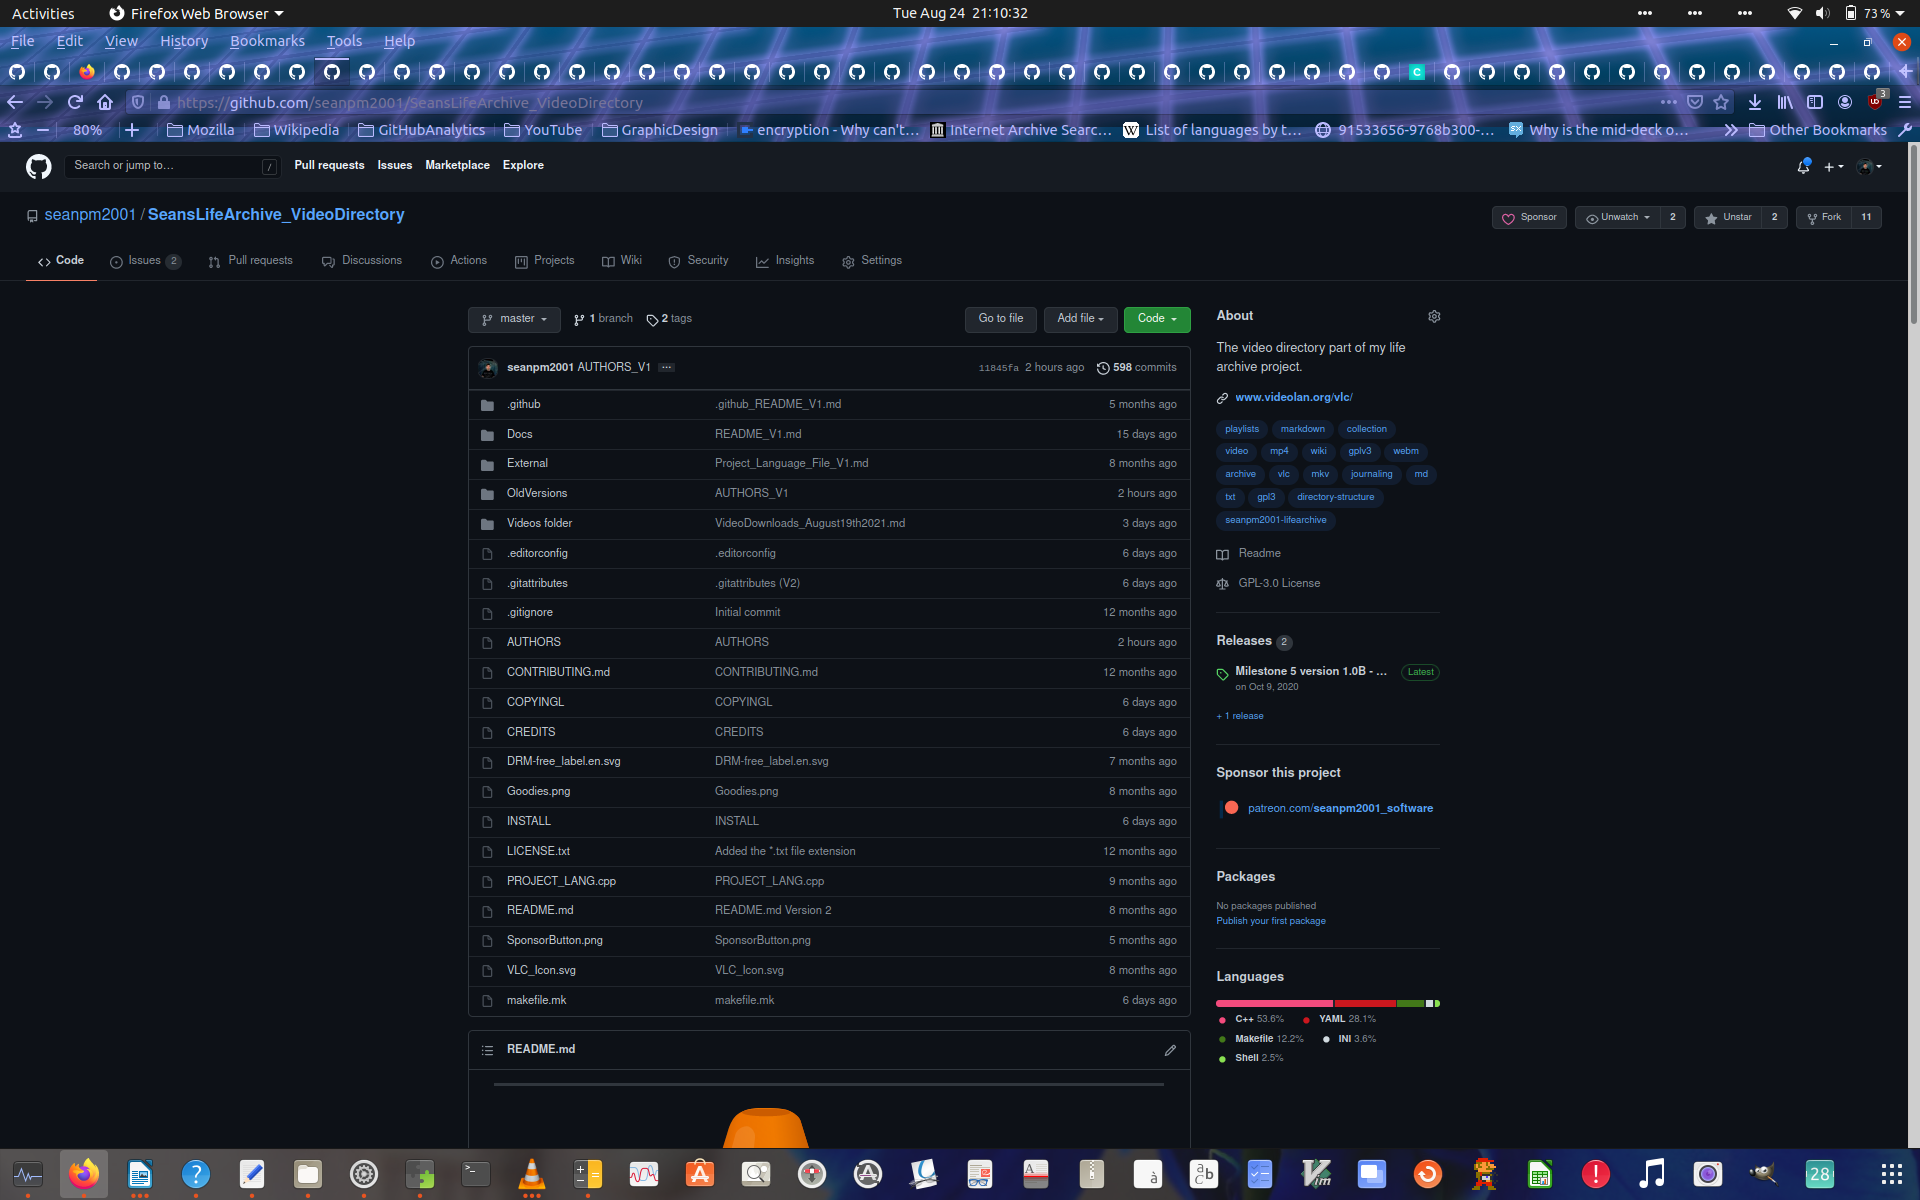 Activities Firefox Web Browser Tue Aug 24 21:10:32 73 %
File Edit View History Bookmarks Tools Help
https://github.com/seanpm2001/SeansLifeArchive_VideoDirectory 3
80% Mozilla Wikipedia GitHubAnalytics YouTube GraphicDesign encryption - Why can't… Internet Archive Searc… List of languages by t… 91533656-9768b300-… Why is the mid-deck o… Other Bookmarks
Search or jump to… / Pull requests Issues Marketplace Explore
seanpm2001 / SeansLifeArchive_VideoDirectory Sponsor Unwatch 2 Unstar 2 Fork 11
Code Issues 2 Pull requests Discussions Actions Projects Wiki Security Insights Settings
master 1 branch 2 tags Go to file Add file Code
seanpm2001 AUTHORS_V1 … 11845fa 2 hours ago 598 commits
.github .github_README_V1.md 5 months ago
Docs README_V1.md 15 days ago
External Project_Language_File_V1.md 8 months ago
OldVersions AUTHORS_V1 2 hours ago
Videos folder VideoDownloads_August19th2021.md 3 days ago
.editorconfig .editorconfig 6 days ago
.gitattributes .gitattributes (V2) 6 days ago
.gitignore Initial commit 12 months ago
AUTHORS AUTHORS 2 hours ago
CONTRIBUTING.md CONTRIBUTING.md 12 months ago
COPYINGL COPYINGL 6 days ago
CREDITS CREDITS 6 days ago
DRM-free_label.en.svg DRM-free_label.en.svg 7 months ago
Goodies.png Goodies.png 8 months ago
INSTALL INSTALL 6 days ago
LICENSE.txt Added the *.txt file extension 12 months ago
PROJECT_LANG.cpp PROJECT_LANG.cpp 9 months ago
README.md README.md Version 2 8 months ago
SponsorButton.png SponsorButton.png 5 months ago
VLC_Icon.svg VLC_Icon.svg 8 months ago
makefile.mk makefile.mk 6 days ago
README.md
About
The video directory part of my life
archive project.
www.videolan.org/vlc/
playlists markdown collection
video mp4 wiki gplv3 webm
archive vlc mkv journaling md
txt gpl3 directory-structure
seanpm2001-lifearchive
Readme
GPL-3.0 License
Releases 2
Milestone 5 version 1.0B - … Latest
on Oct 9, 2020
+ 1 release
Sponsor this project
patreon.com/seanpm2001_software
Packages
No packages published
Publish your first package
Languages
C++ 53.6% YAML 28.1%
Makefile 12.2% INI 3.6%
Shell 2.5%
28